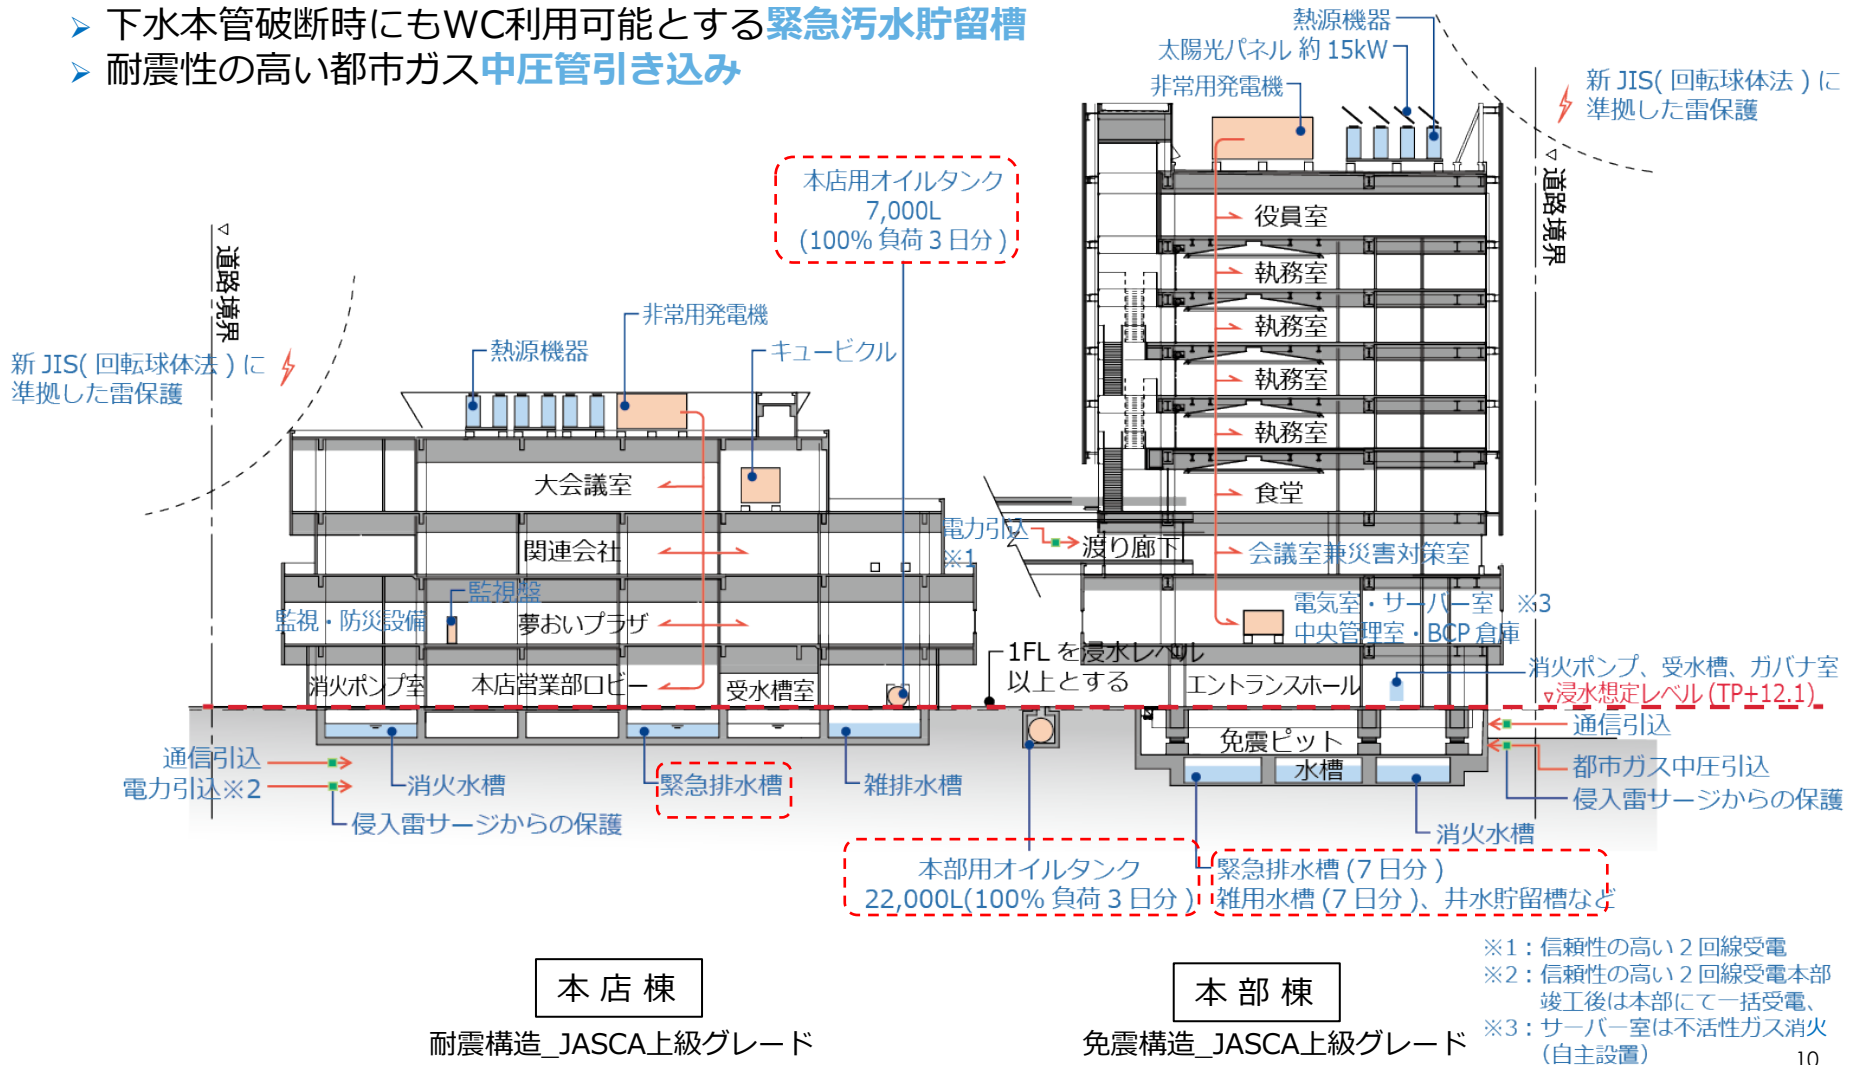 ➢ 下水本管破断時にもWC利用可能とする緊急汚水貯留槽
➢ 耐震性の高い都市ガス中圧管引き込み
熱源機器
太陽光パネル 約 15kW
非常用発電機
新 JIS( 回転球体法 ) に
準拠した雷保護
▽ 道路境界
本店用オイルタンク
7,000L
(100% 負荷 3 日分 )
役員室
執務室
執務室
執務室
執務室
食堂
会議室兼災害対策室
渡り廊下
電力引込
※1
電気室・サーバー室 ※3
中央管理室・BCP 倉庫
エントランスホール
消火ポンプ、受水槽、ガバナ室
▽浸水想定レベル (TP+12.1)
通信引込
都市ガス中圧引込
侵入雷サージからの保護
免震ピット
水槽
消火水槽
1FL を浸水レベル
以上とする
▽ 道路境界
新 JIS( 回転球体法 ) に
準拠した雷保護
熱源機器
非常用発電機
キュービクル
大会議室
関連会社
監視盤
監視・防災設備
夢おいプラザ
消火ポンプ室
本店営業部ロビー
受水槽室
通信引込
電力引込※2
消火水槽
緊急排水槽
雑排水槽
侵入雷サージからの保護
本部用オイルタンク
22,000L(100% 負荷 3 日分 )
緊急排水槽 (7 日分 )
雑用水槽 (7 日分 )、井水貯留槽など
本 店 棟
耐震構造_JASCA上級グレード
本 部 棟
免震構造_JASCA上級グレード
※1：信頼性の高い 2 回線受電
※2：信頼性の高い 2 回線受電本部
竣工後は本部にて一括受電、
※3：サーバー室は不活性ガス消火
（自主設置）
10